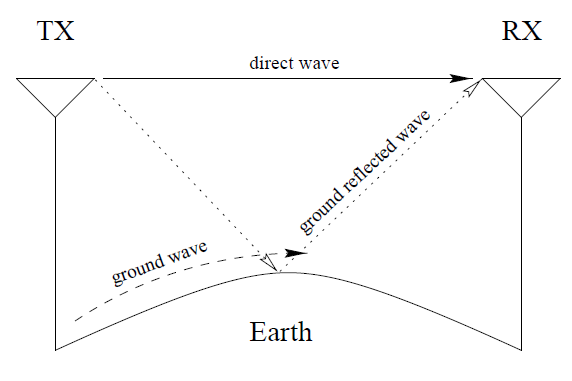 TX
RX
direct wave
ground reflected wave
ground wave
Earth